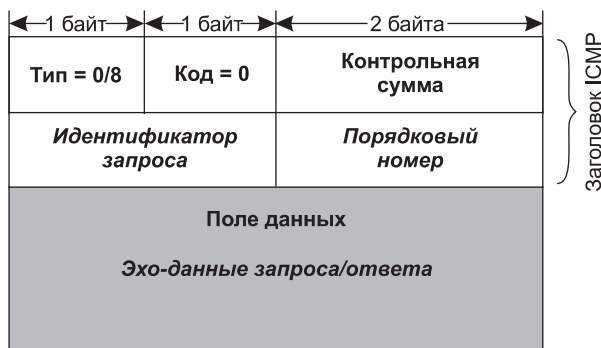 1 байт 1 байт 2 байта
Тип = 0/8 Код = 0 Контрольная
сумма
Идентификатор
запроса
Порядковый
номер
Заголовок ICMP
Поле данных
Эхо-данные запроса/ответа